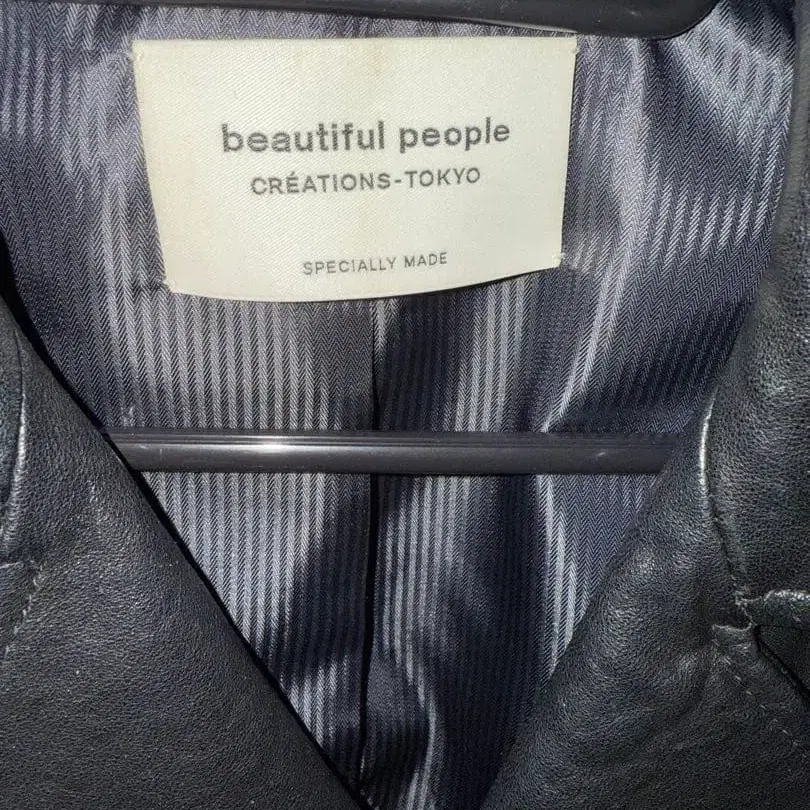 beautiful people
CRÉATIONS-TOKYO
SPECIALLY MADE